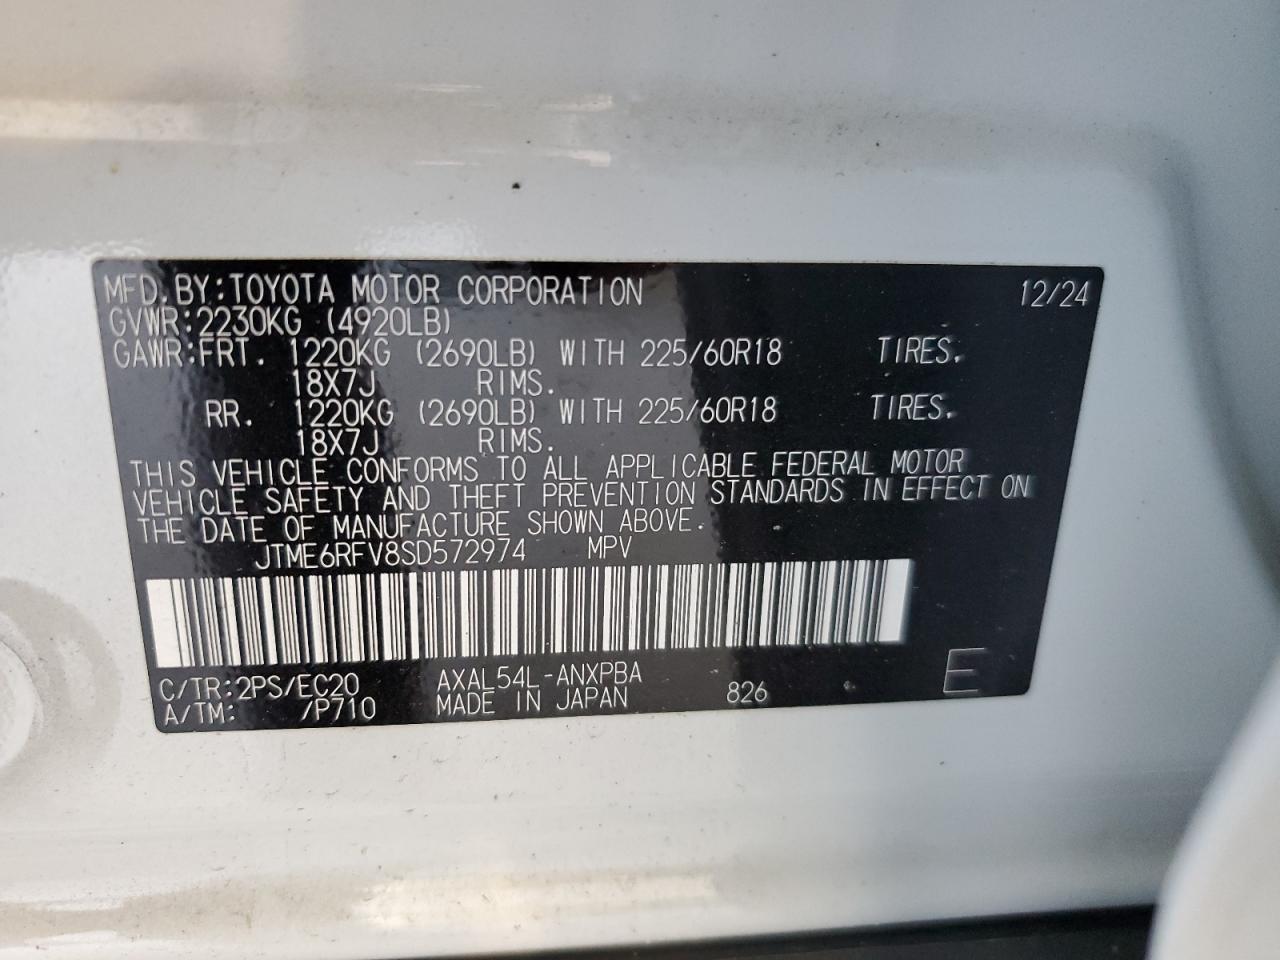 MFD.BY:TOYOTA MOTOR CORPORATION 12/24
GVWR:2230KG (4920LB)
GAWR:FRT. 1220KG (2690LB) WITH 225/60R18 TIRES.
18X7J RIMS.
RR. 1220KG (2690LB) WITH 225/60R18 TIRES.
18X7J RIMS.
THIS VEHICLE CONFORMS TO ALL APPLICABLE FEDERAL MOTOR
VEHICLE SAFETY AND THEFT PREVENTION STANDARDS IN EFFECT ON
THE DATE OF MANUFACTURE SHOWN ABOVE.
JTME6RFV8SD572974 MPV
C/TR:2PS/EC20 AXAL54L-ANXPBA
A/TM: /P710 MADE IN JAPAN 826 E